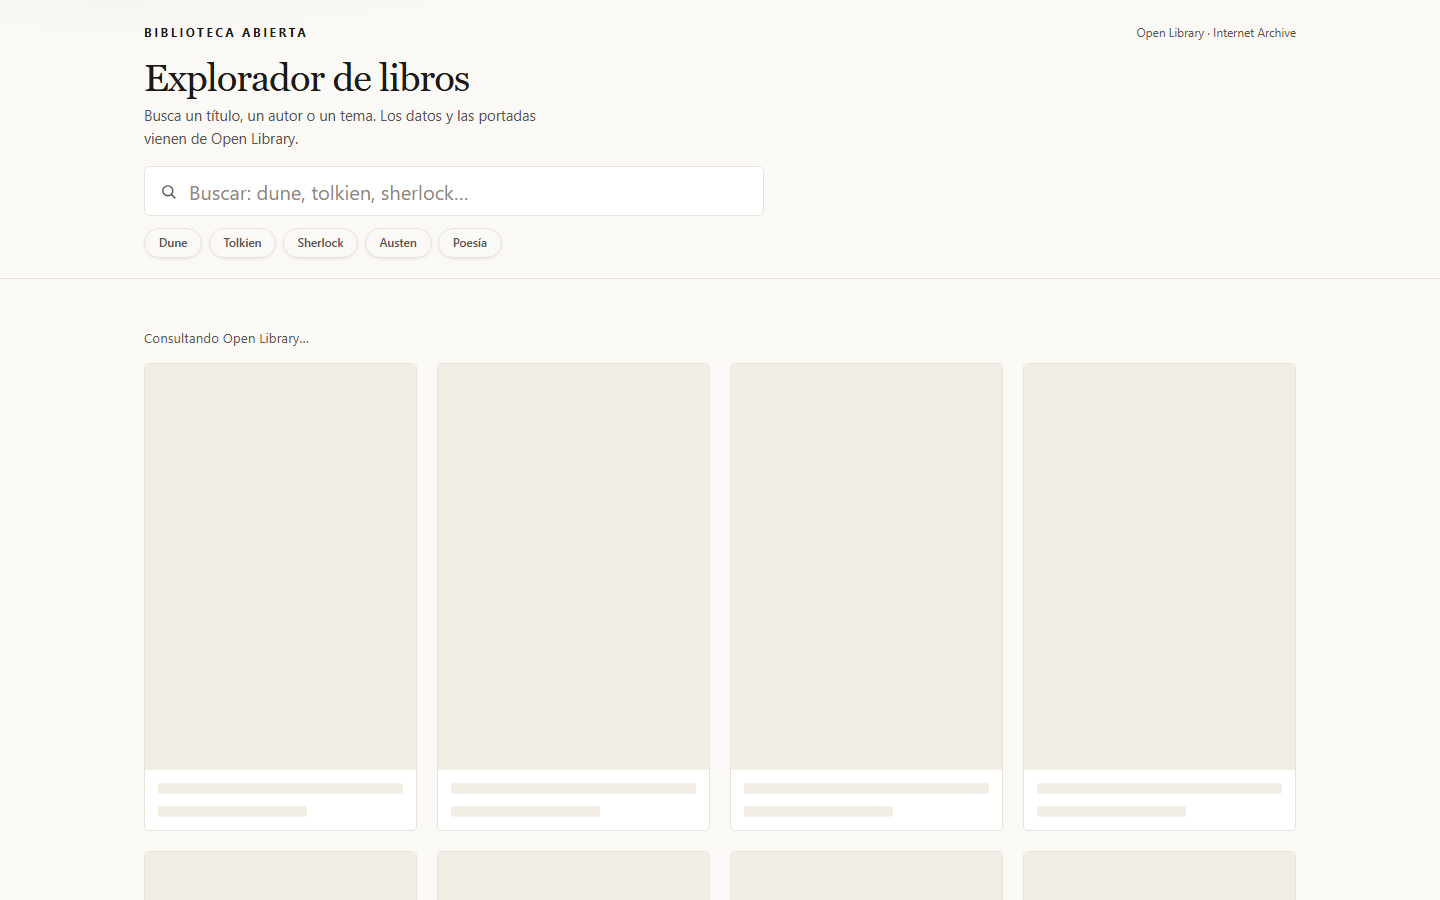 BIBLIOTECA ABIERTA
Open Library · Internet Archive
Explorador de libros
Busca un título, un autor o un tema. Los datos y las portadas
vienen de Open Library.
Buscar: dune, tolkien, sherlock…
Dune
Tolkien
Sherlock
Austen
Poesía
Consultando Open Library…